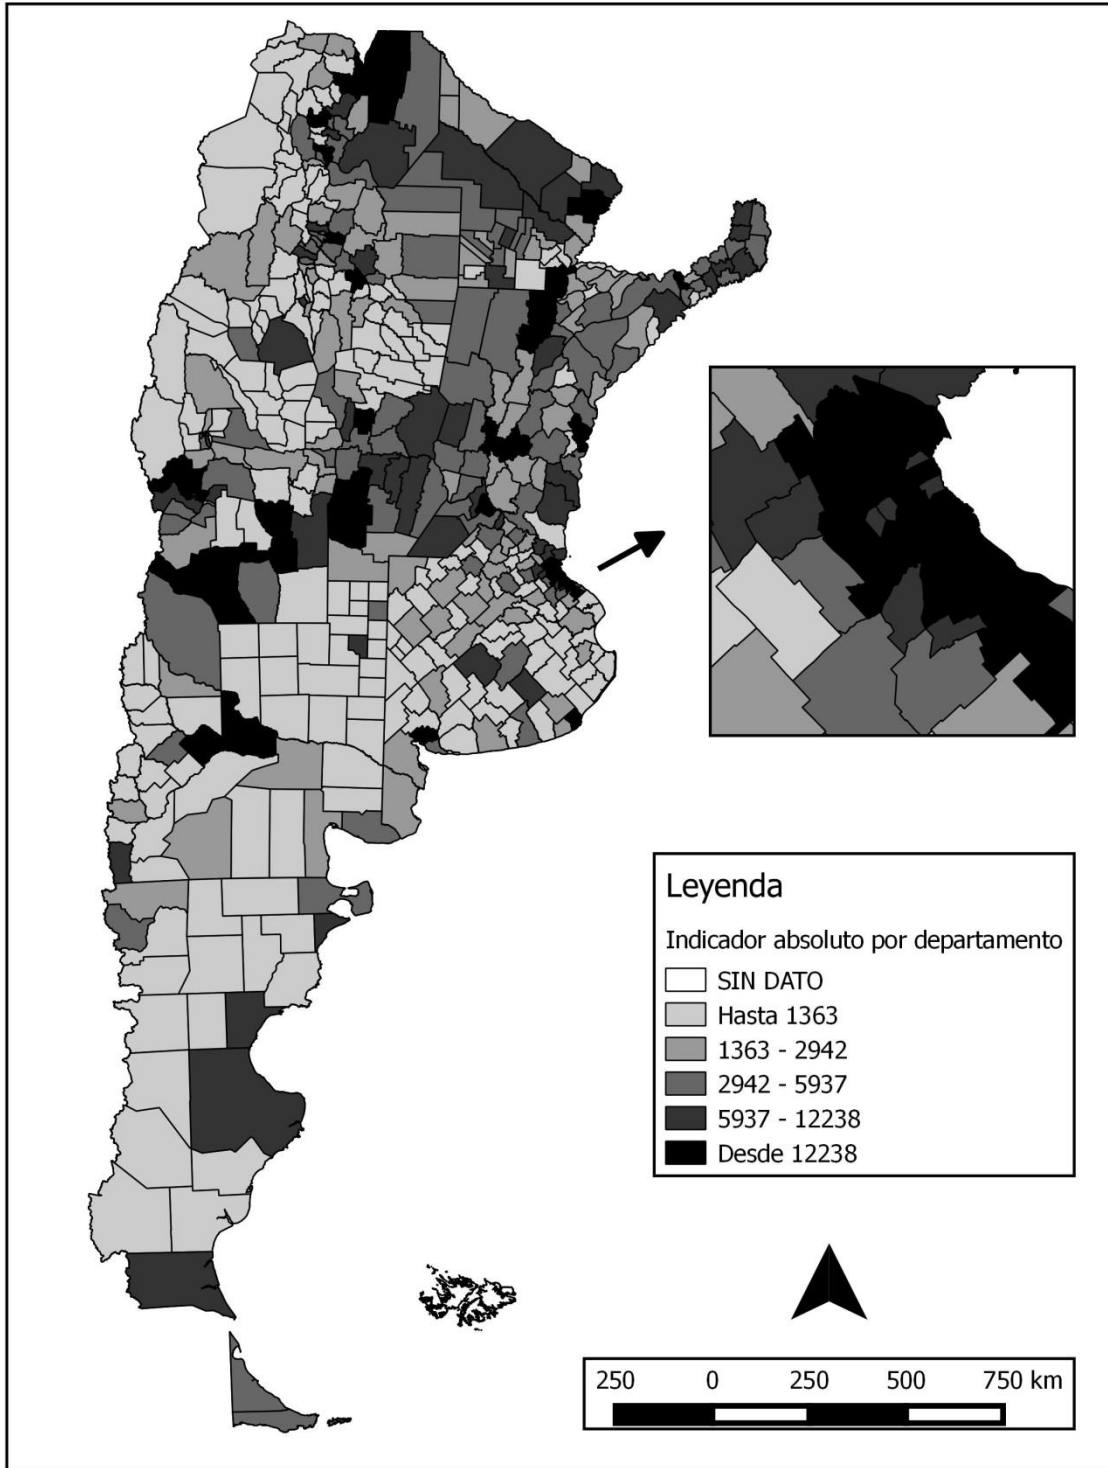 Leyenda
Indicador absoluto por departamento
SIN DATO
Hasta 1363
1363 - 2942
2942 - 5937
5937 - 12238
Desde 12238
250 0 250 500 750 km